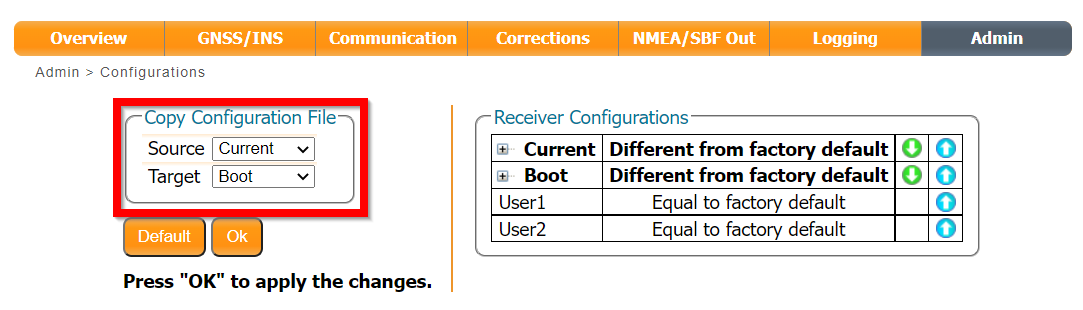 Overview GNSS/INS Communication Corrections NMEA/SBF Out Logging Admin
Admin > Configurations
Copy Configuration File
Source Current
Target Boot
Default Ok
Press "OK" to apply the changes.
Receiver Configurations
Current Different from factory default
Boot Different from factory default
User1 Equal to factory default
User2 Equal to factory default